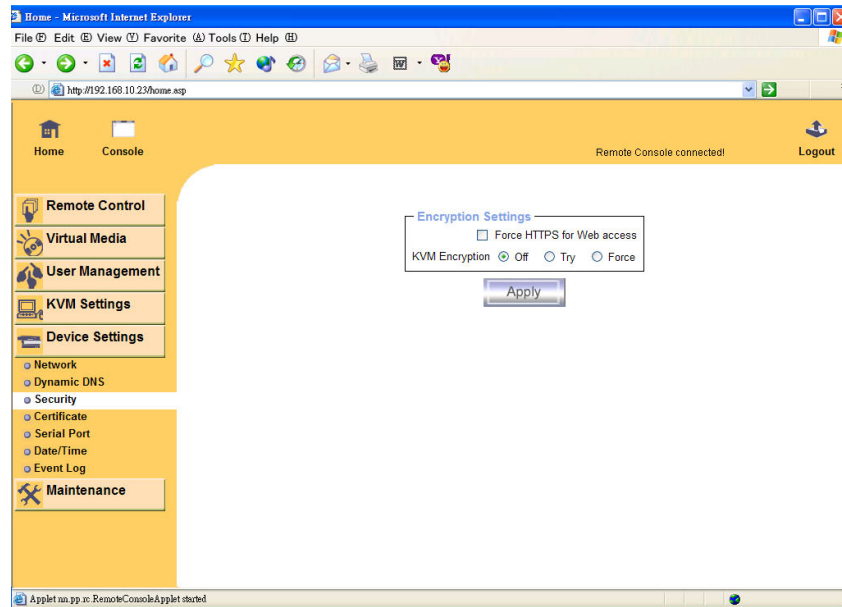 Home - Microsoft Internet Explorer
File(F) Edit(E) View(V) Favorite(A) Tools(T) Help(H)
(D) http://192.168.10.23/home.asp
Home
Console
Remote Console connected!
Logout
Remote Control
Virtual Media
User Management
KVM Settings
Device Settings
Network
Dynamic DNS
Security
Certificate
Serial Port
Date/Time
Event Log
Maintenance
Encryption Settings
Force HTTPS for Web access
KVM Encryption Off Try Force
Apply
Applet nn.pp.rc.RemoteConsoleApplet started